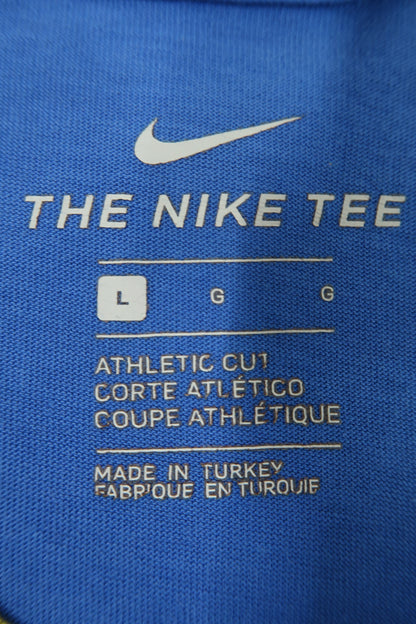 THE NIKE TEE
L G G
ATHLETIC CUT
CORTE ATLÉTICO
COUPE ATHLÉTIQUE
MADE IN TURKEY
FABRIQUE EN TURQUIE